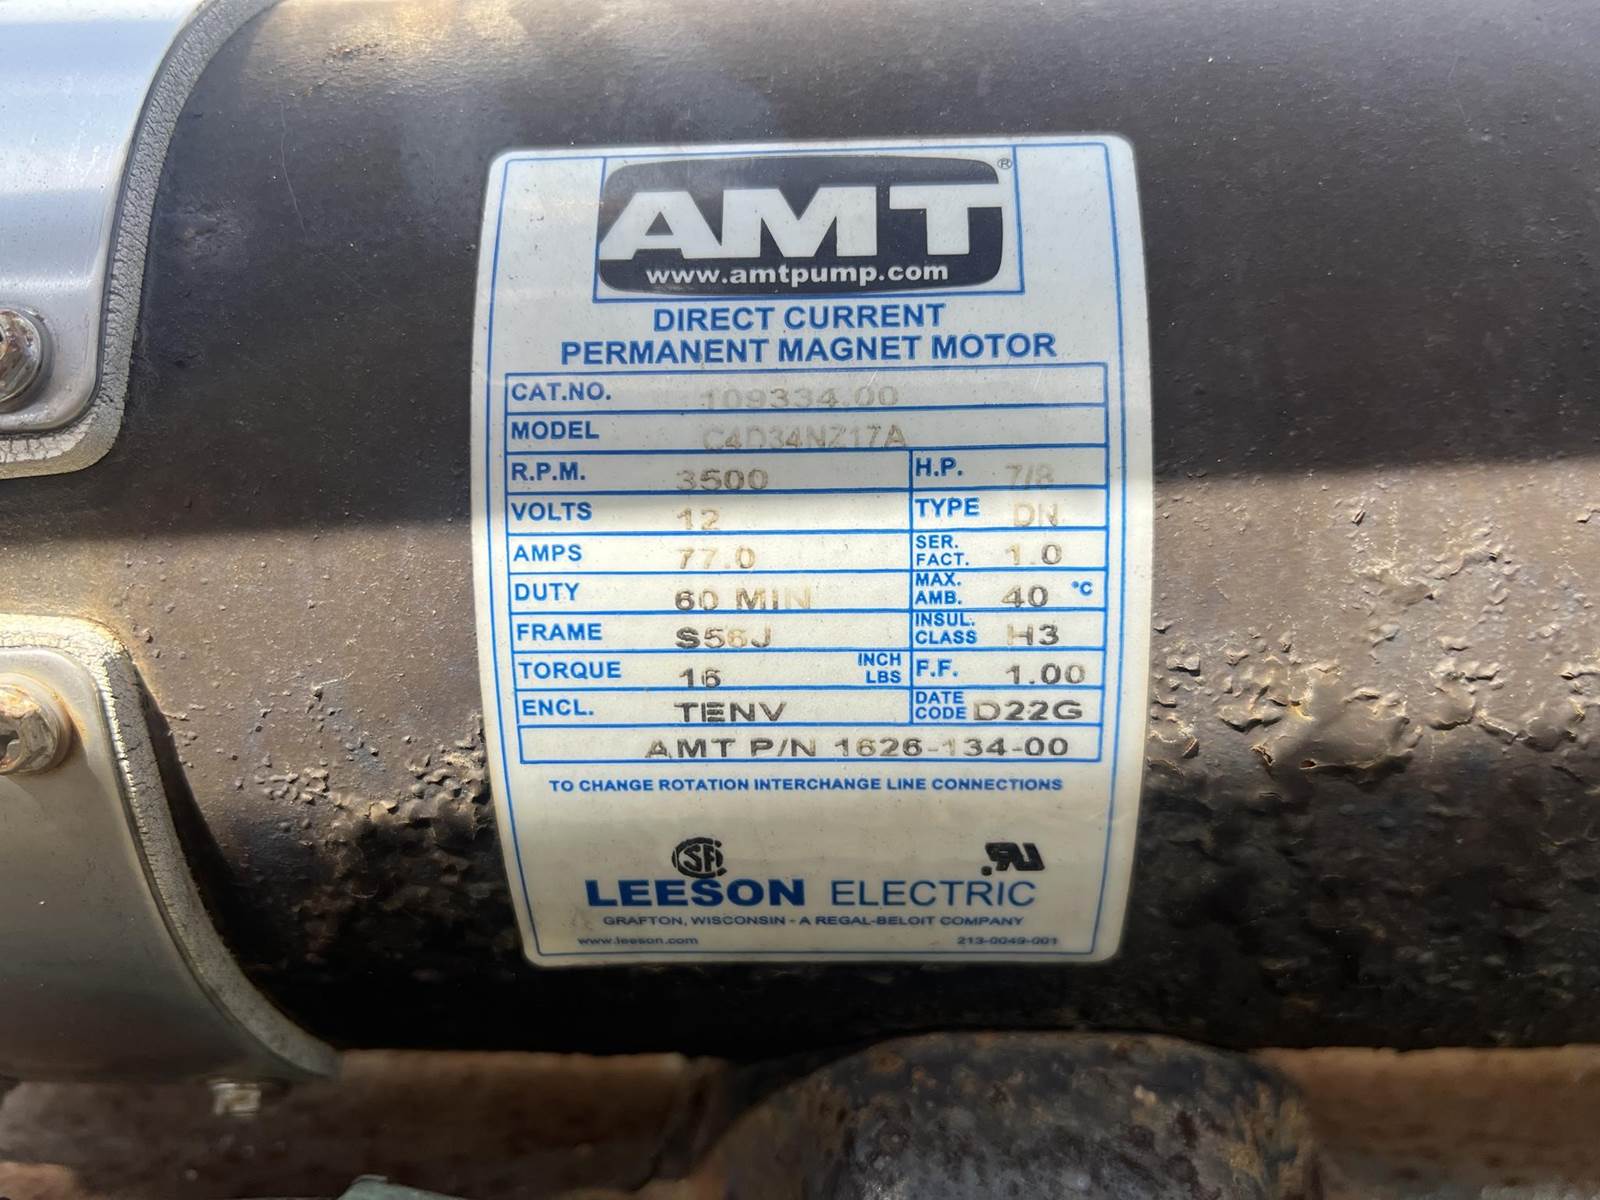 AMT®
www.amtpump.com
DIRECT CURRENT
PERMANENT MAGNET MOTOR
CAT.NO. 109334.00
MODEL C4D34NZ17A
R.P.M. 3500 H.P. 7/8
VOLTS 12 TYPE DN
AMPS 77.0 SER. FACT. 1.0
DUTY 60 MIN MAX. AMB. 40 °C
FRAME S56J INSUL. CLASS H3
TORQUE 16 INCH LBS F.F. 1.00
ENCL. TENV DATE CODE D22G
AMT P/N 1626-134-00
TO CHANGE ROTATION INTERCHANGE LINE CONNECTIONS
LEESON ELECTRIC
GRAFTON, WISCONSIN - A REGAL-BELOIT COMPANY
www.leeson.com 213-0049-001